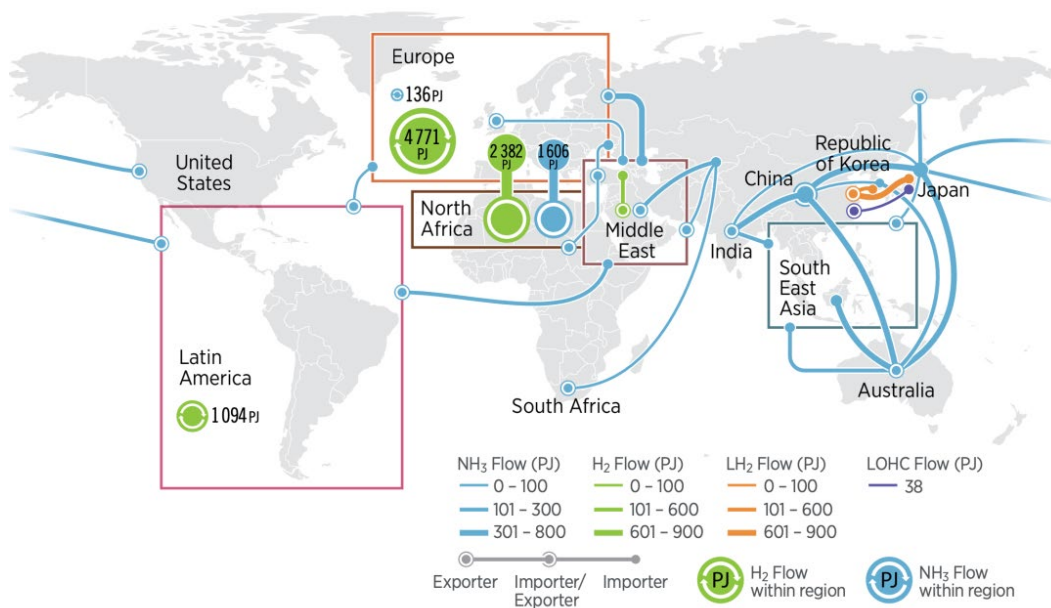 Europe
136 PJ
4 771
PJ
2 382
PJ
1 606
PJ
United
States
North
Africa
Middle
East
India
China
Republic
of Korea
Japan
South
East
Asia
Latin
America
1 094 PJ
South Africa
Australia
NH₃ Flow (PJ)
0 – 100
101 – 300
301 – 800
H₂ Flow (PJ)
0 – 100
101 – 600
601 – 900
LH₂ Flow (PJ)
0 – 100
101 – 600
601 – 900
LOHC Flow (PJ)
38
Exporter
Importer/
Exporter
Importer
PJ
H₂ Flow
within region
PJ
NH₃ Flow
within region